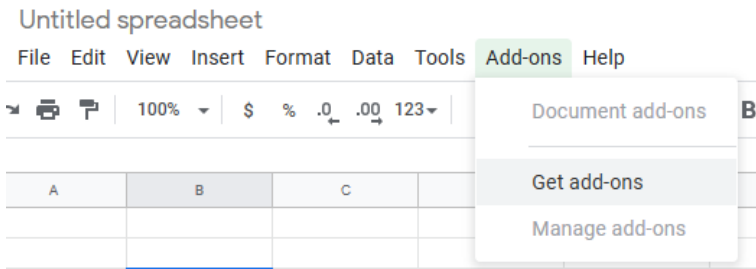 Untitled spreadsheet
File Edit View Insert Format Data Tools Add-ons Help
100% $ % .0 .00 123 B
Document add-ons
Get add-ons
Manage add-ons
A B C